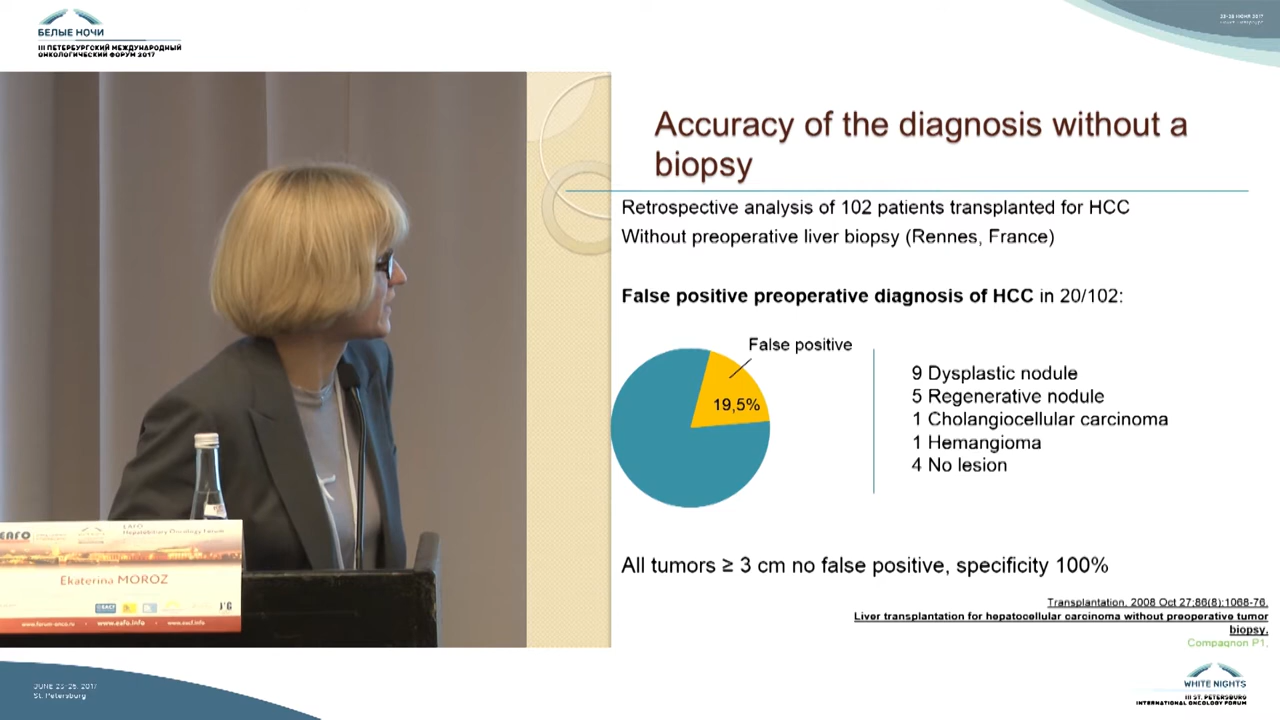 БЕЛЫЕ НОЧИ
III ПЕТЕРБУРГСКИЙ МЕЖДУНАРОДНЫЙ
ОНКОЛОГИЧЕСКИЙ ФОРУМ 2017
Accuracy of the diagnosis without a
biopsy
Retrospective analysis of 102 patients transplanted for HCC
Without preoperative liver biopsy (Rennes, France)
False positive preoperative diagnosis of HCC in 20/102:
False positive
19,5%
9 Dysplastic nodule
5 Regenerative nodule
1 Cholangiocellular carcinoma
1 Hemangioma
4 No lesion
All tumors ≥ 3 cm no false positive, specificity 100%
Transplantation. 2008 Oct 27;86(8):1068-76.
Liver transplantation for hepatocellular carcinoma without preoperative tumor
biopsy.
Compagnon P1,
EAFO
EAFO
Hepatobiliary Oncology Forum
Ekaterina MOROZ
www.forum-onco.ru • www.eafo.info • www.eacf.info
JUNE 23-26, 2017
St. Petersburg
WHITE NIGHTS
III ST. PETERSBURG
INTERNATIONAL ONCOLOGY FORUM